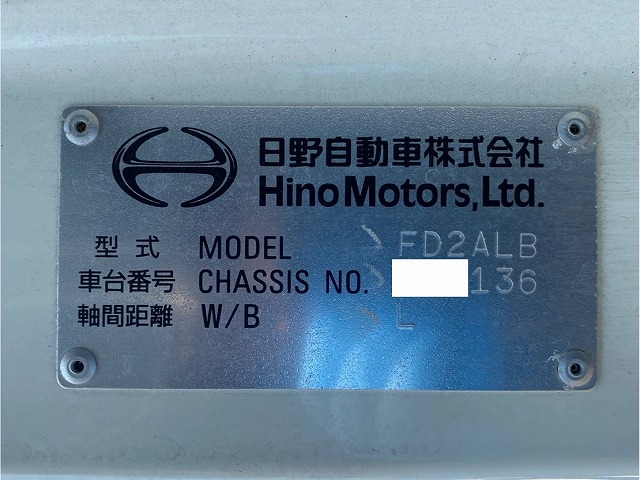 日野自動車株式会社
Hino Motors, Ltd.
型式 MODEL FD2ALB
車台番号 CHASSIS NO. 136
軸間距離 W/B L